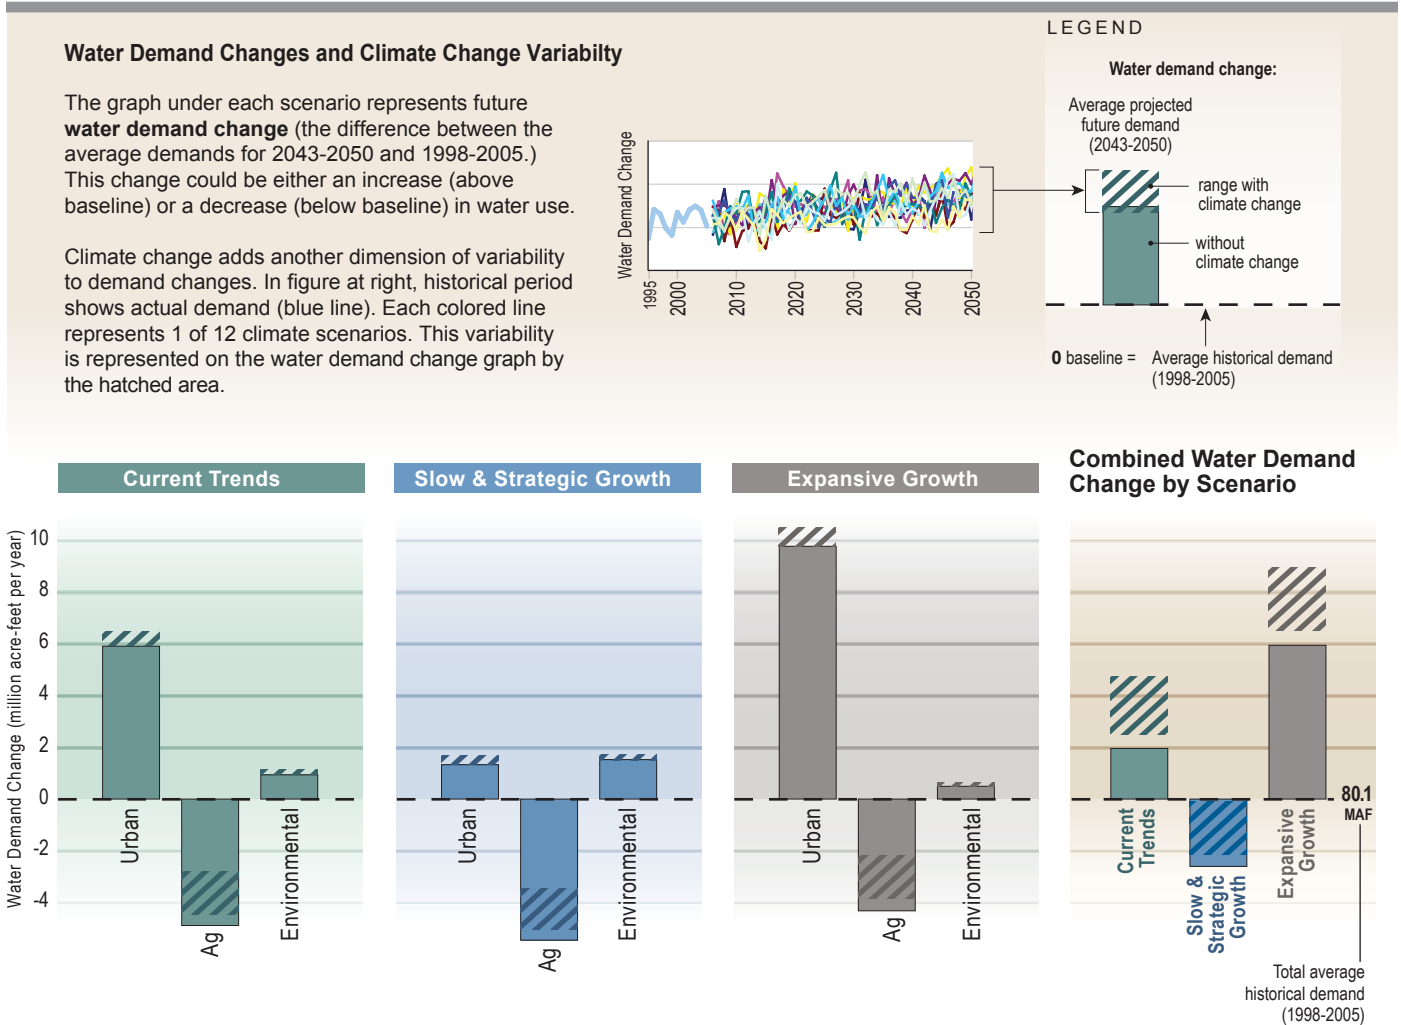 Water Demand Changes and Climate Change Variabilty
The graph under each scenario represents future
water demand change (the difference between the
average demands for 2043-2050 and 1998-2005.)
This change could be either an increase (above
baseline) or a decrease (below baseline) in water use.
Climate change adds another dimension of variability
to demand changes. In figure at right, historical period
shows actual demand (blue line). Each colored line
represents 1 of 12 climate scenarios. This variability
is represented on the water demand change graph by
the hatched area.
Water Demand Change
1995
2000
2010
2020
2030
2040
2050
LEGEND
Water demand change:
Average projected
future demand
(2043-2050)
range with
climate change
without
climate change
0 baseline = Average historical demand
(1998-2005)
Current Trends
Slow & Strategic Growth
Expansive Growth
Combined Water Demand
Change by Scenario
Water Demand Change (million acre-feet per year)
10
8
6
4
2
0
-2
-4
Urban
Ag
Environmental
Urban
Ag
Environmental
Urban
Ag
Environmental
Current
Trends
Slow &
Strategic
Growth
Expansive
Growth
80.1
MAF
Total average
historical demand
(1998-2005)